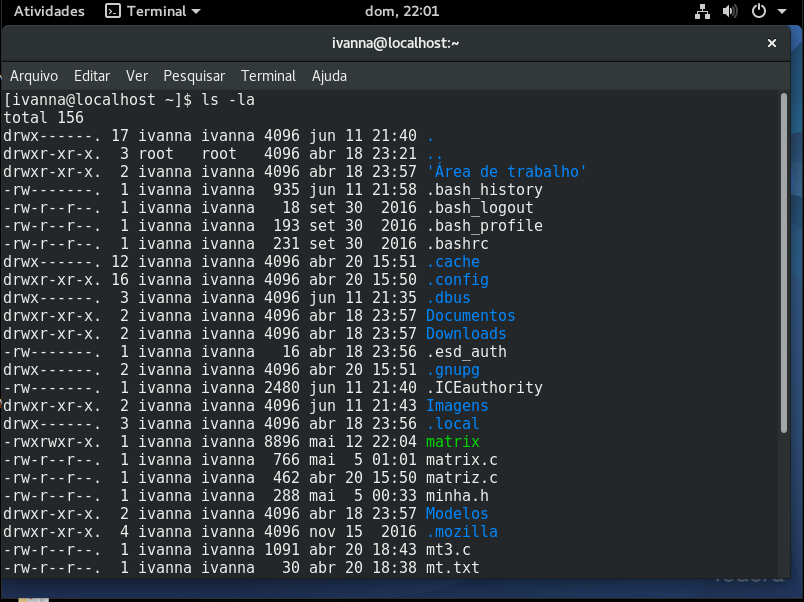 Atividades Terminal dom, 22:01
ivanna@localhost:~
Arquivo Editar Ver Pesquisar Terminal Ajuda
[ivanna@localhost ~]$ ls -la
total 156
drwx------. 17 ivanna ivanna 4096 jun 11 21:40 .
drwxr-xr-x.  3 root   root   4096 abr 18 23:21 ..
drwxr-xr-x.  2 ivanna ivanna 4096 abr 18 23:57 'Área de trabalho'
-rw-------.  1 ivanna ivanna  935 jun 11 21:58 .bash_history
-rw-r--r--.  1 ivanna ivanna   18 set 30  2016 .bash_logout
-rw-r--r--.  1 ivanna ivanna  193 set 30  2016 .bash_profile
-rw-r--r--.  1 ivanna ivanna  231 set 30  2016 .bashrc
drwx------. 12 ivanna ivanna 4096 abr 20 15:51 .cache
drwxr-xr-x. 16 ivanna ivanna 4096 abr 20 15:50 .config
drwx------.  3 ivanna ivanna 4096 jun 11 21:35 .dbus
drwxr-xr-x.  2 ivanna ivanna 4096 abr 18 23:57 Documentos
drwxr-xr-x.  2 ivanna ivanna 4096 abr 18 23:57 Downloads
-rw-------.  1 ivanna ivanna   16 abr 18 23:56 .esd_auth
drwx------.  2 ivanna ivanna 4096 abr 20 15:51 .gnupg
-rw-------.  1 ivanna ivanna 2480 jun 11 21:40 .ICEauthority
drwxr-xr-x.  2 ivanna ivanna 4096 jun 11 21:43 Imagens
drwx------.  3 ivanna ivanna 4096 abr 18 23:56 .local
-rwxrwxr-x.  1 ivanna ivanna 8896 mai 12 22:04 matrix
-rw-r--r--.  1 ivanna ivanna  766 mai  5 01:01 matrix.c
-rw-r--r--.  1 ivanna ivanna  462 abr 20 15:50 matriz.c
-rw-r--r--.  1 ivanna ivanna  288 mai  5 00:33 minha.h
drwxr-xr-x.  2 ivanna ivanna 4096 abr 18 23:57 Modelos
drwxr-xr-x.  4 ivanna ivanna 4096 nov 15  2016 .mozilla
-rw-r--r--.  1 ivanna ivanna 1091 abr 20 18:43 mt3.c
-rw-r--r--.  1 ivanna ivanna   30 abr 20 18:38 mt.txt